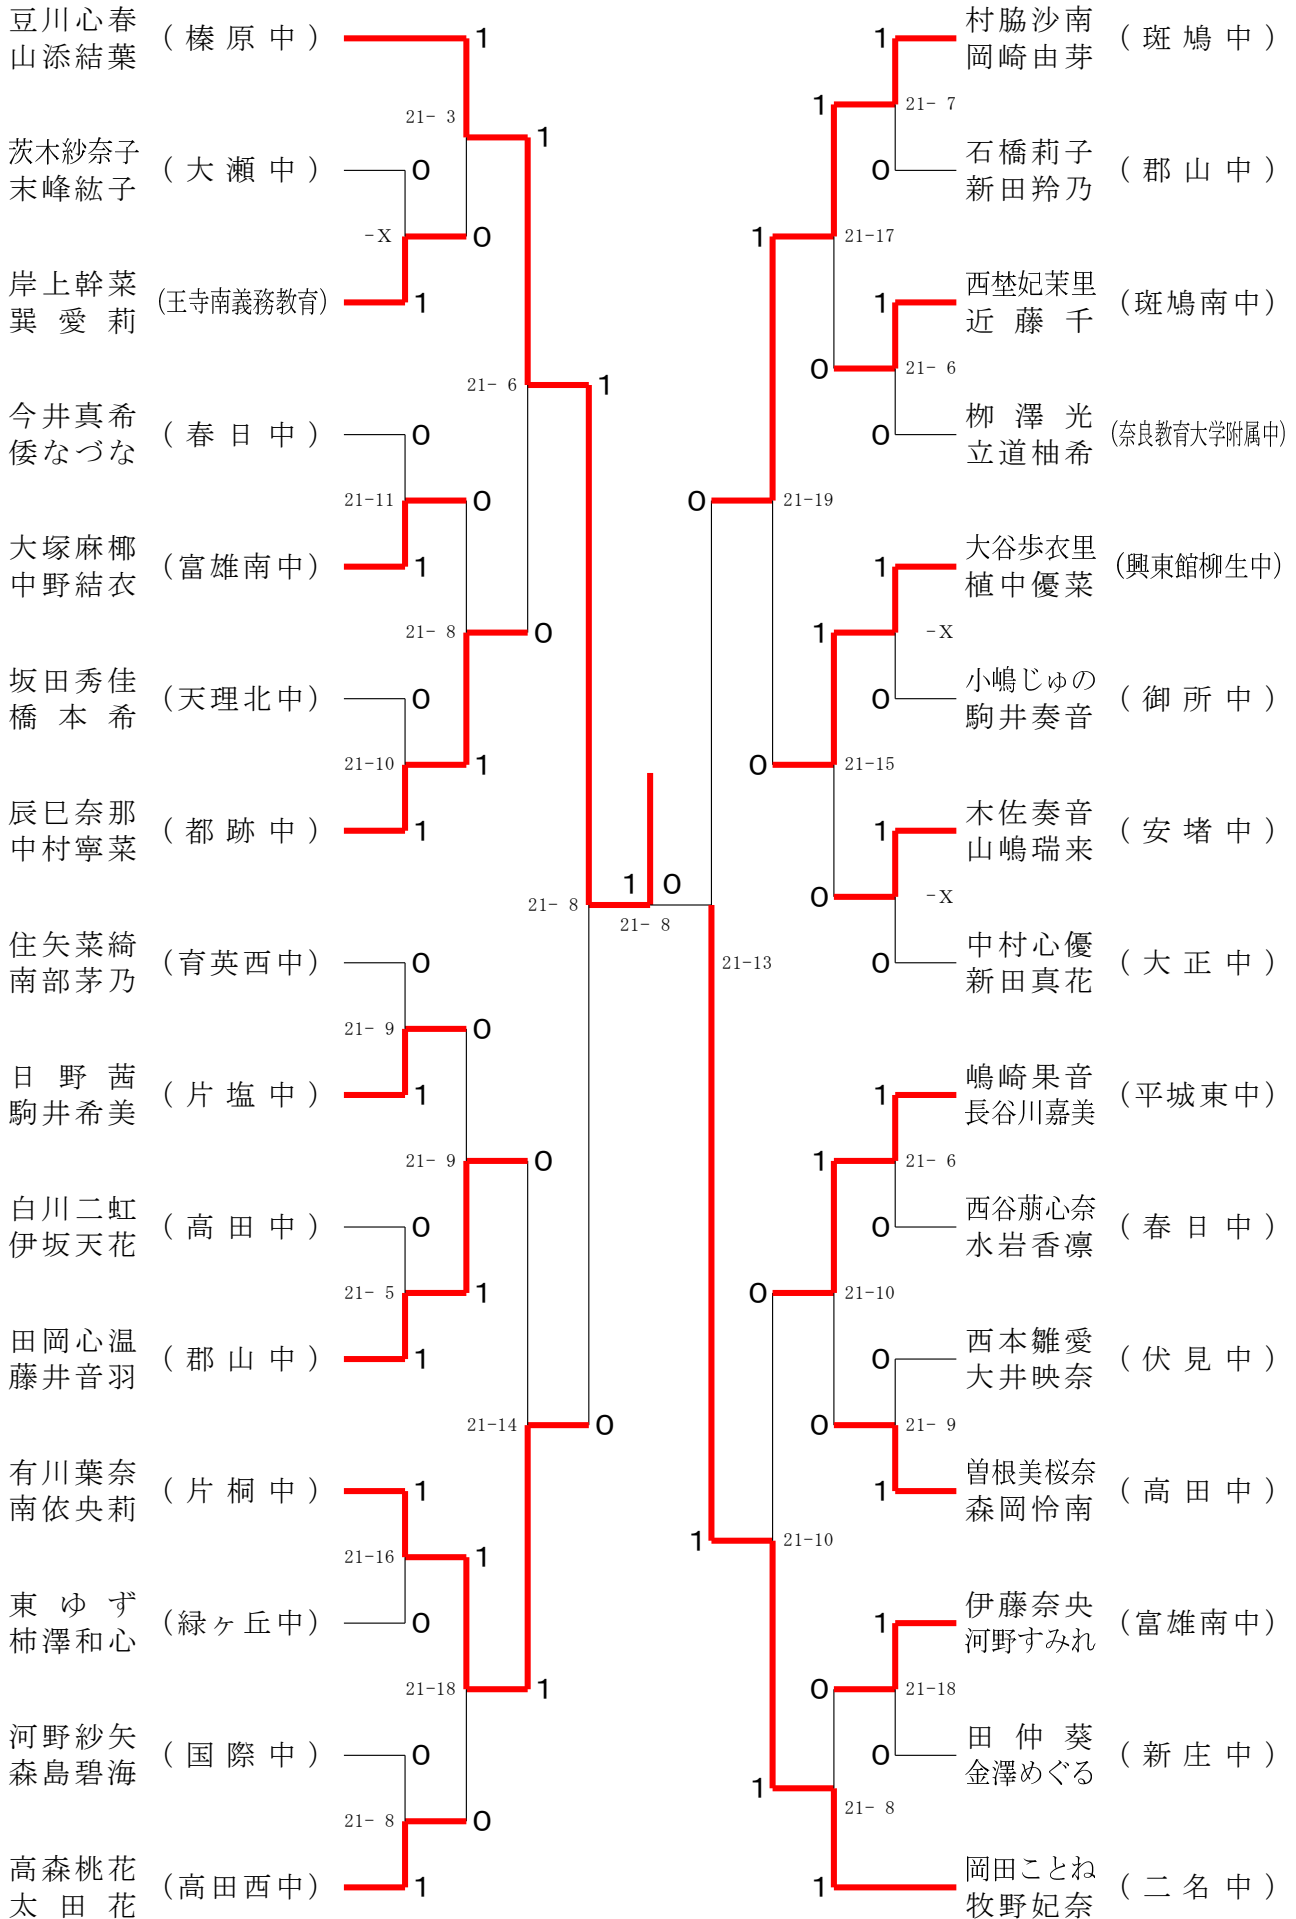 豆川心春
山添結葉
(榛原中)
1
21- 3
1
茨木紗奈子
末峰紘子
(大瀬中)
0
-X
0
岸上幹菜
巽愛莉
(王寺南義務教育)
1
21- 6
1
今井真希
倭なづな
(春日中)
0
21-11
0
大塚麻椰
中野結衣
(富雄南中)
1
21- 8
0
坂田秀佳
橋本希
(天理北中)
0
21-10
1
辰巳奈那
中村寧菜
(都跡中)
1
21- 8
1
0
21- 8
住矢菜綺
南部茅乃
(育英西中)
0
21- 9
0
日野茜
駒井希美
(片塩中)
1
21- 9
0
白川二虹
伊坂天花
(高田中)
0
21- 5
1
田岡心温
藤井音羽
(郡山中)
1
21-14
0
有川葉奈
南依央莉
(片桐中)
1
21-16
1
東ゆず
柿澤和心
(緑ヶ丘中)
0
21-18
1
河野紗矢
森島碧海
(国際中)
0
21- 8
0
高森桃花
太田花
(高田西中)
1
1
村脇沙南
岡崎由芽
(斑鳩中)
1
21- 7
0
石橋莉子
新田羚乃
(郡山中)
1
21-17
1
西埜妃茉里
近藤千
(斑鳩南中)
0
21- 6
0
栁澤光
立道柚希
(奈良教育大学附属中)
0
21-19
1
大谷歩衣里
植中優菜
(興東館柳生中)
1
-X
0
小嶋じゅの
駒井奏音
(御所中)
0
21-15
1
木佐奏音
山嶋瑞来
(安堵中)
0
-X
0
中村心優
新田真花
(大正中)
21-13
1
嶋崎果音
長谷川嘉美
(平城東中)
1
21- 6
0
西谷萠心奈
水岩香凛
(春日中)
0
21-10
0
西本雛愛
大井映奈
(伏見中)
0
21- 9
1
曽根美桜奈
森岡怜南
(高田中)
1
21-10
1
伊藤奈央
河野すみれ
(富雄南中)
0
21-18
0
田仲葵
金澤めぐる
(新庄中)
1
21- 8
1
岡田ことね
牧野妃奈
(二名中)